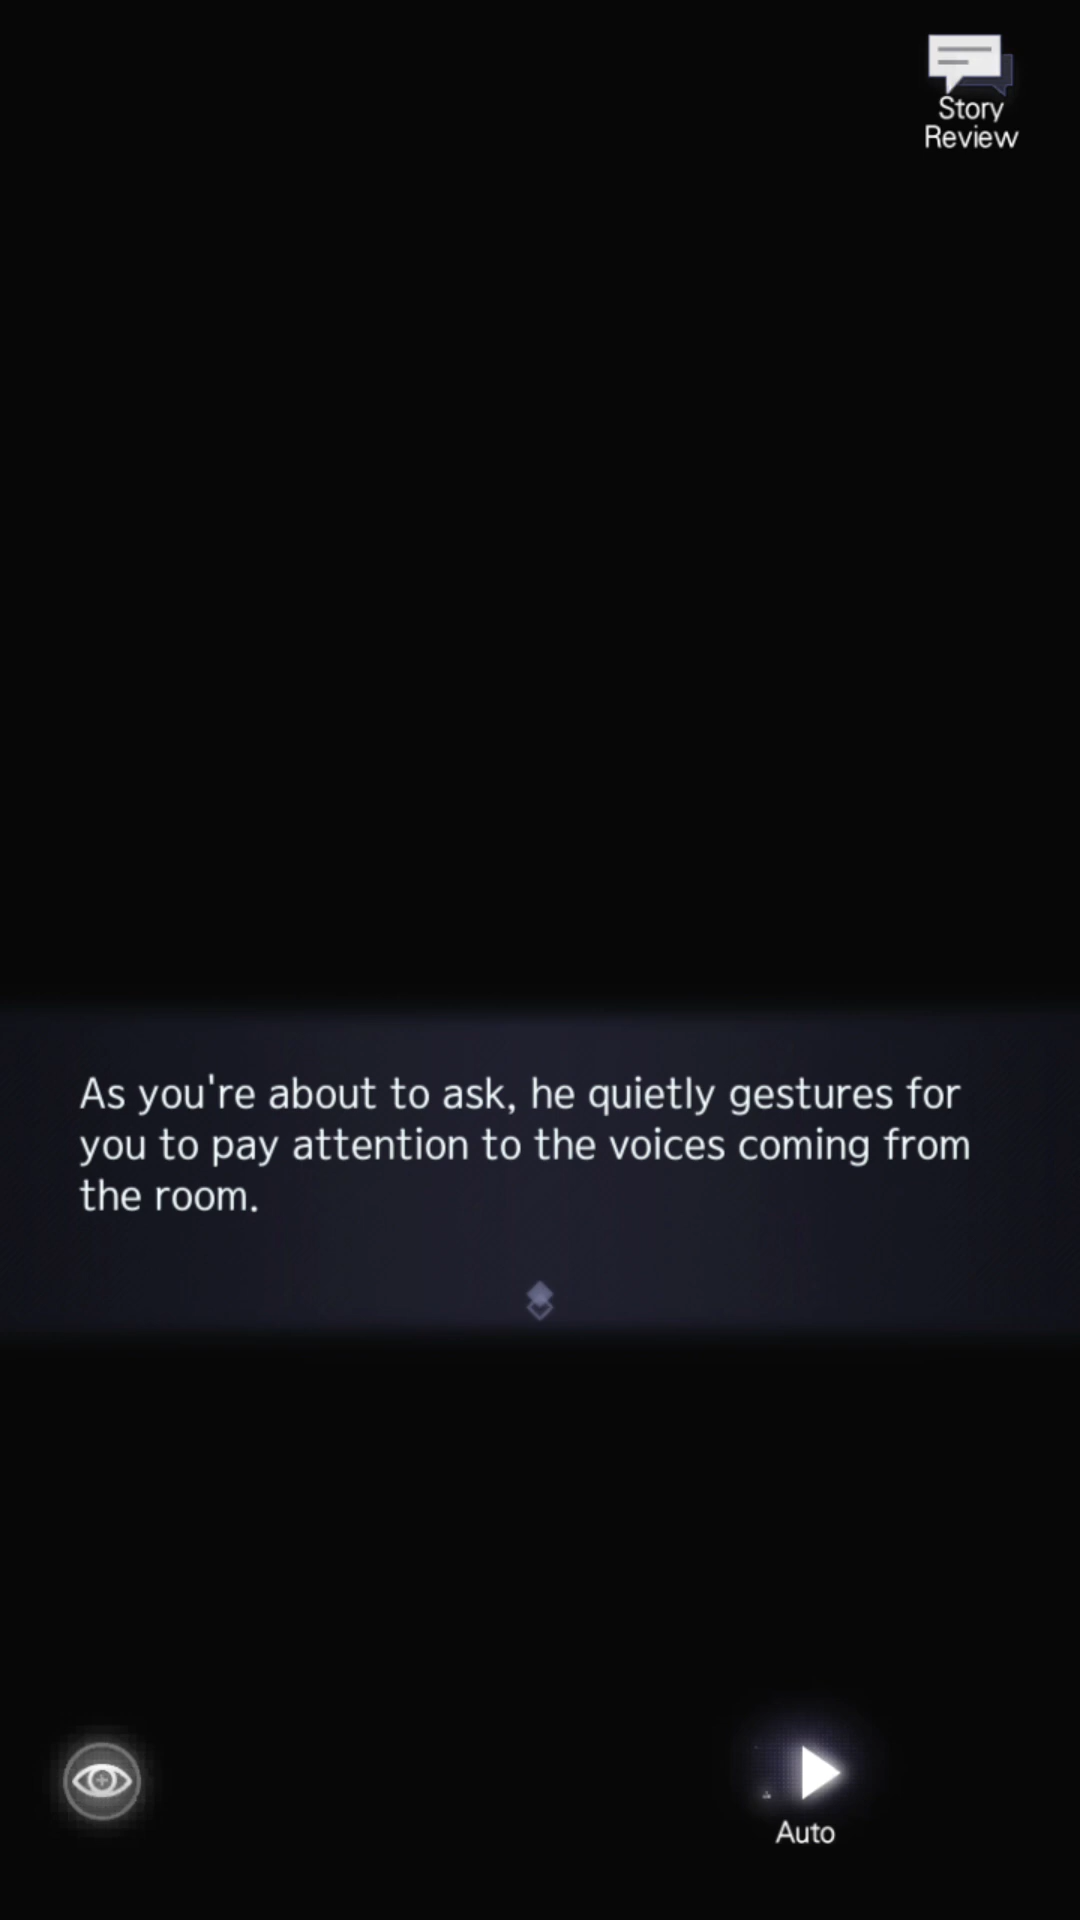 Story
Review
As you're about to ask, he quietly gestures for
you to pay attention to the voices coming from
the room.
Auto